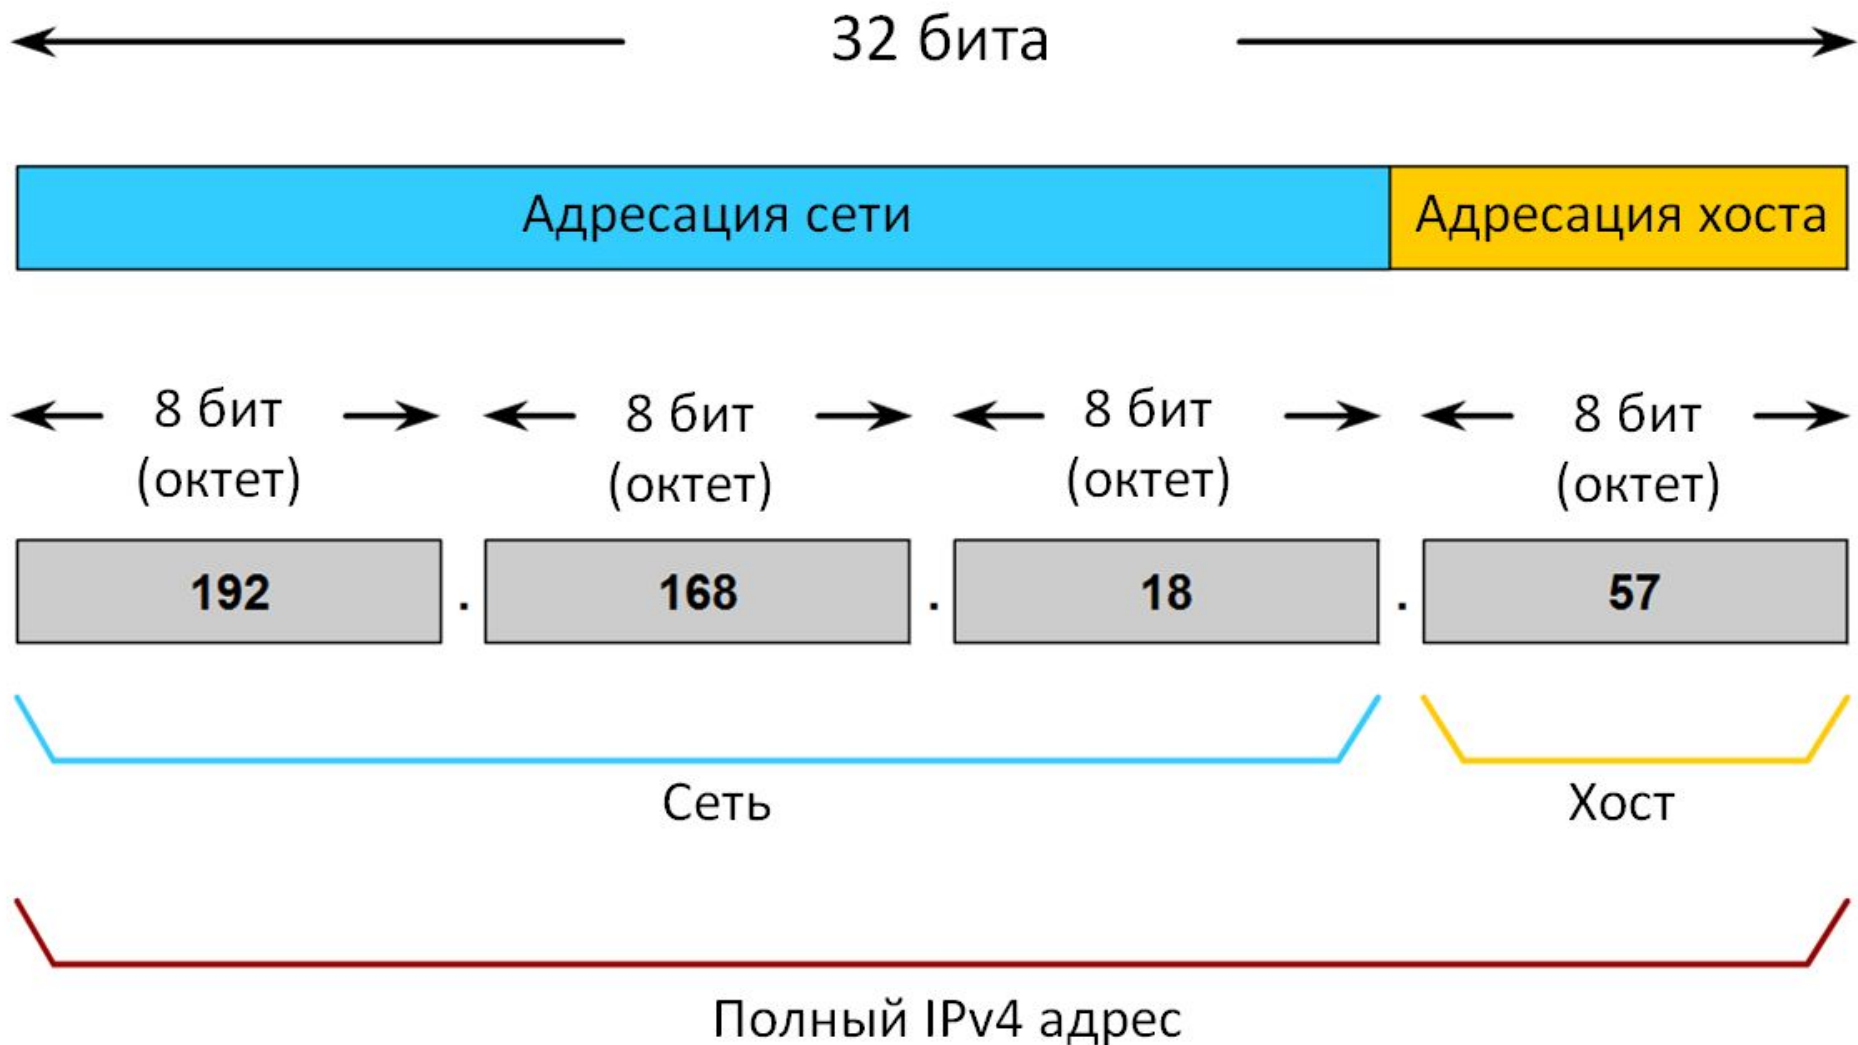 32 бита
Адресация сети Адресация хоста
8 бит 8 бит 8 бит 8 бит
(октет) (октет) (октет) (октет)
192 . 168 . 18 . 57
Сеть Хост
Полный IPv4 адрес